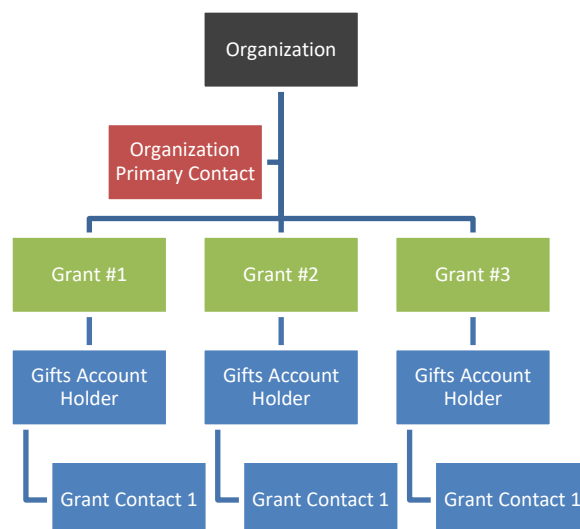 Organization
Organization
Primary Contact
Grant #1
Grant #2
Grant #3
Gifts Account
Holder
Gifts Account
Holder
Gifts Account
Holder
Grant Contact 1
Grant Contact 1
Grant Contact 1